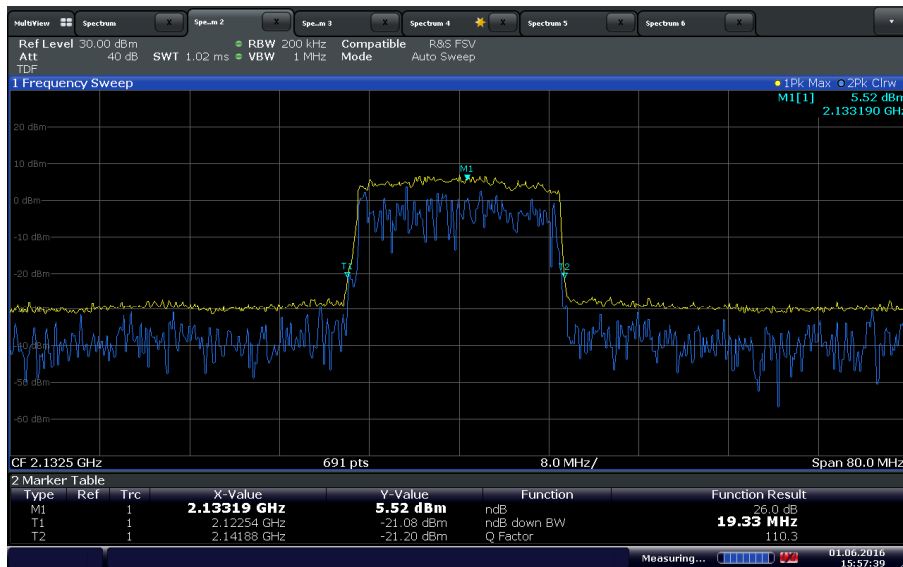 MultiView Spectrum X Spe...m 2 X Spe...m 3 X Spectrum 4 X Spectrum 5 X Spectrum 6 X
Ref Level 30.00 dBm RBW 200 kHz Compatible R&S FSV
Att 40 dB SWT 1.02 ms VBW 1 MHz Mode Auto Sweep
TDF
1 Frequency Sweep 1Pk Max 2Pk Clrw
M1[1] 5.52 dBm
2.133190 GHz
20 dBm
10 dBm
M1
0 dBm
-10 dBm
-20 dBm
T1 T2
-40 dBm
-50 dBm
-60 dBm
CF 2.1325 GHz 691 pts 8.0 MHz/ Span 80.0 MHz
2 Marker Table
Type Ref Trc X-Value Y-Value Function Function Result
M1 1 2.13319 GHz 5.52 dBm ndB 26.0 dB
T1 1 2.12254 GHz -21.08 dBm ndB down BW 19.33 MHz
T2 1 2.14188 GHz -21.20 dBm Q Factor 110.3
Measuring... 01.06.2016
15:57:39